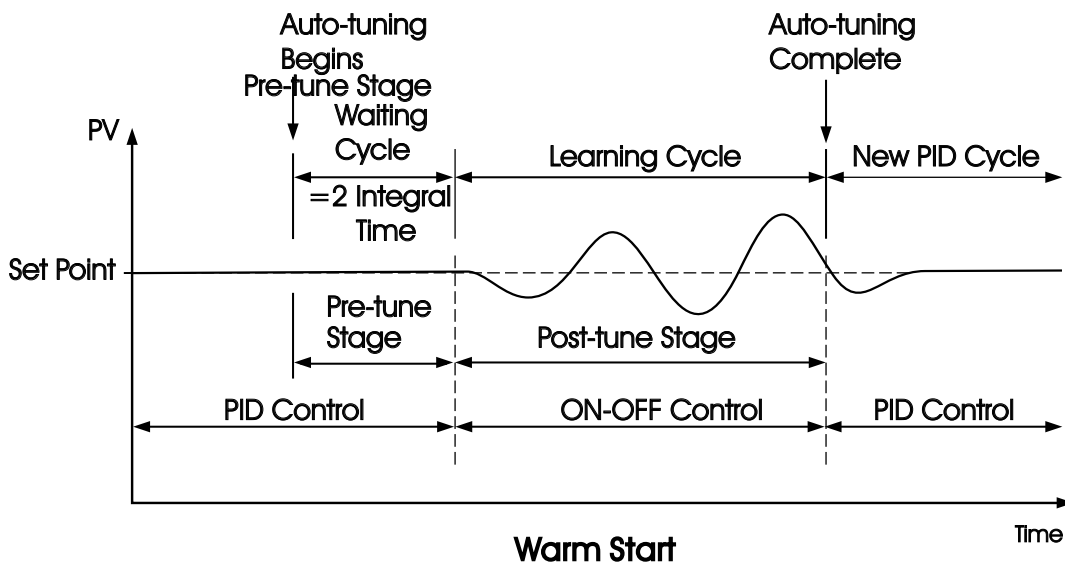 Auto-tuning
Begins
Pre-tune Stage
Waiting
Cycle
=2 Integral
Time
Auto-tuning
Complete
PV
Learning Cycle
New PID Cycle
Set Point
Pre-tune
Stage
Post-tune Stage
PID Control
ON-OFF Control
PID Control
Time
Warm Start